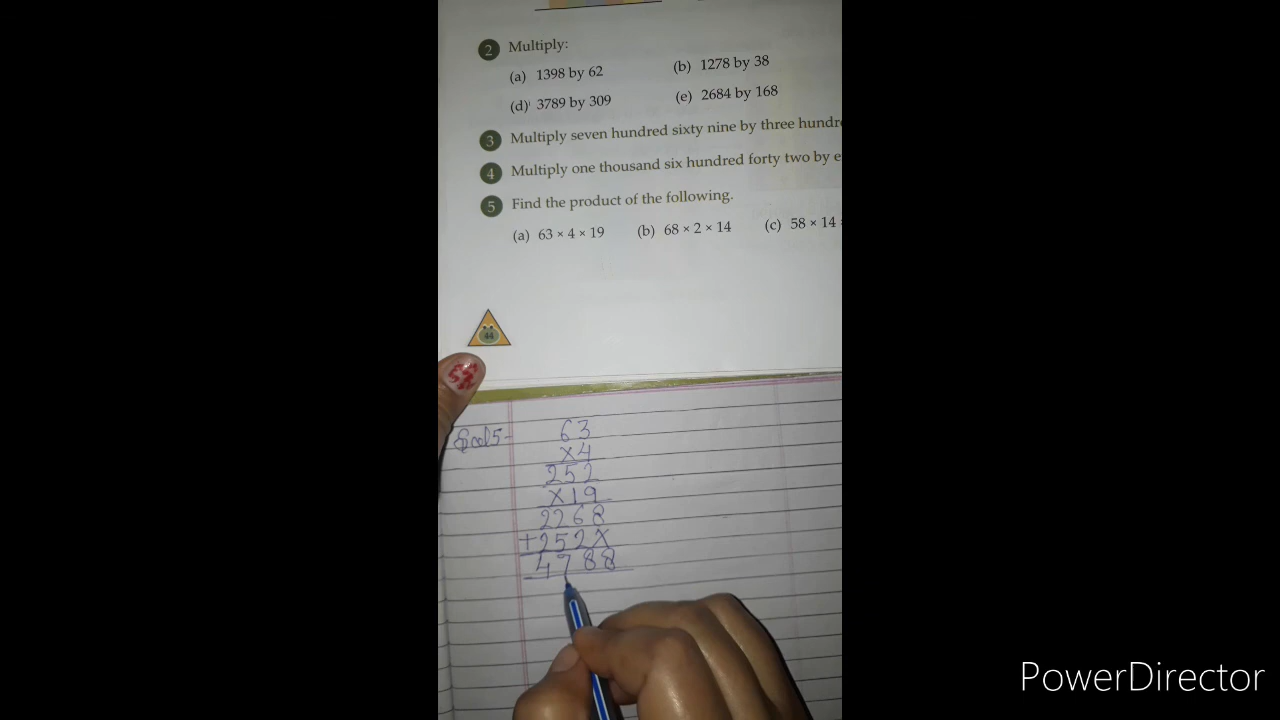 2 Multiply:
(a) 1398 by 62 (b) 1278 by 38
(d) 3789 by 309 (e) 2684 by 168
3 Multiply seven hundred sixty nine by three hundr
4 Multiply one thousand six hundred forty two by e
5 Find the product of the following.
(a) 63 × 4 × 19 (b) 68 × 2 × 14 (c) 58 × 14
44
63
×4
252
×19
2268
+252×
4788
PowerDirector